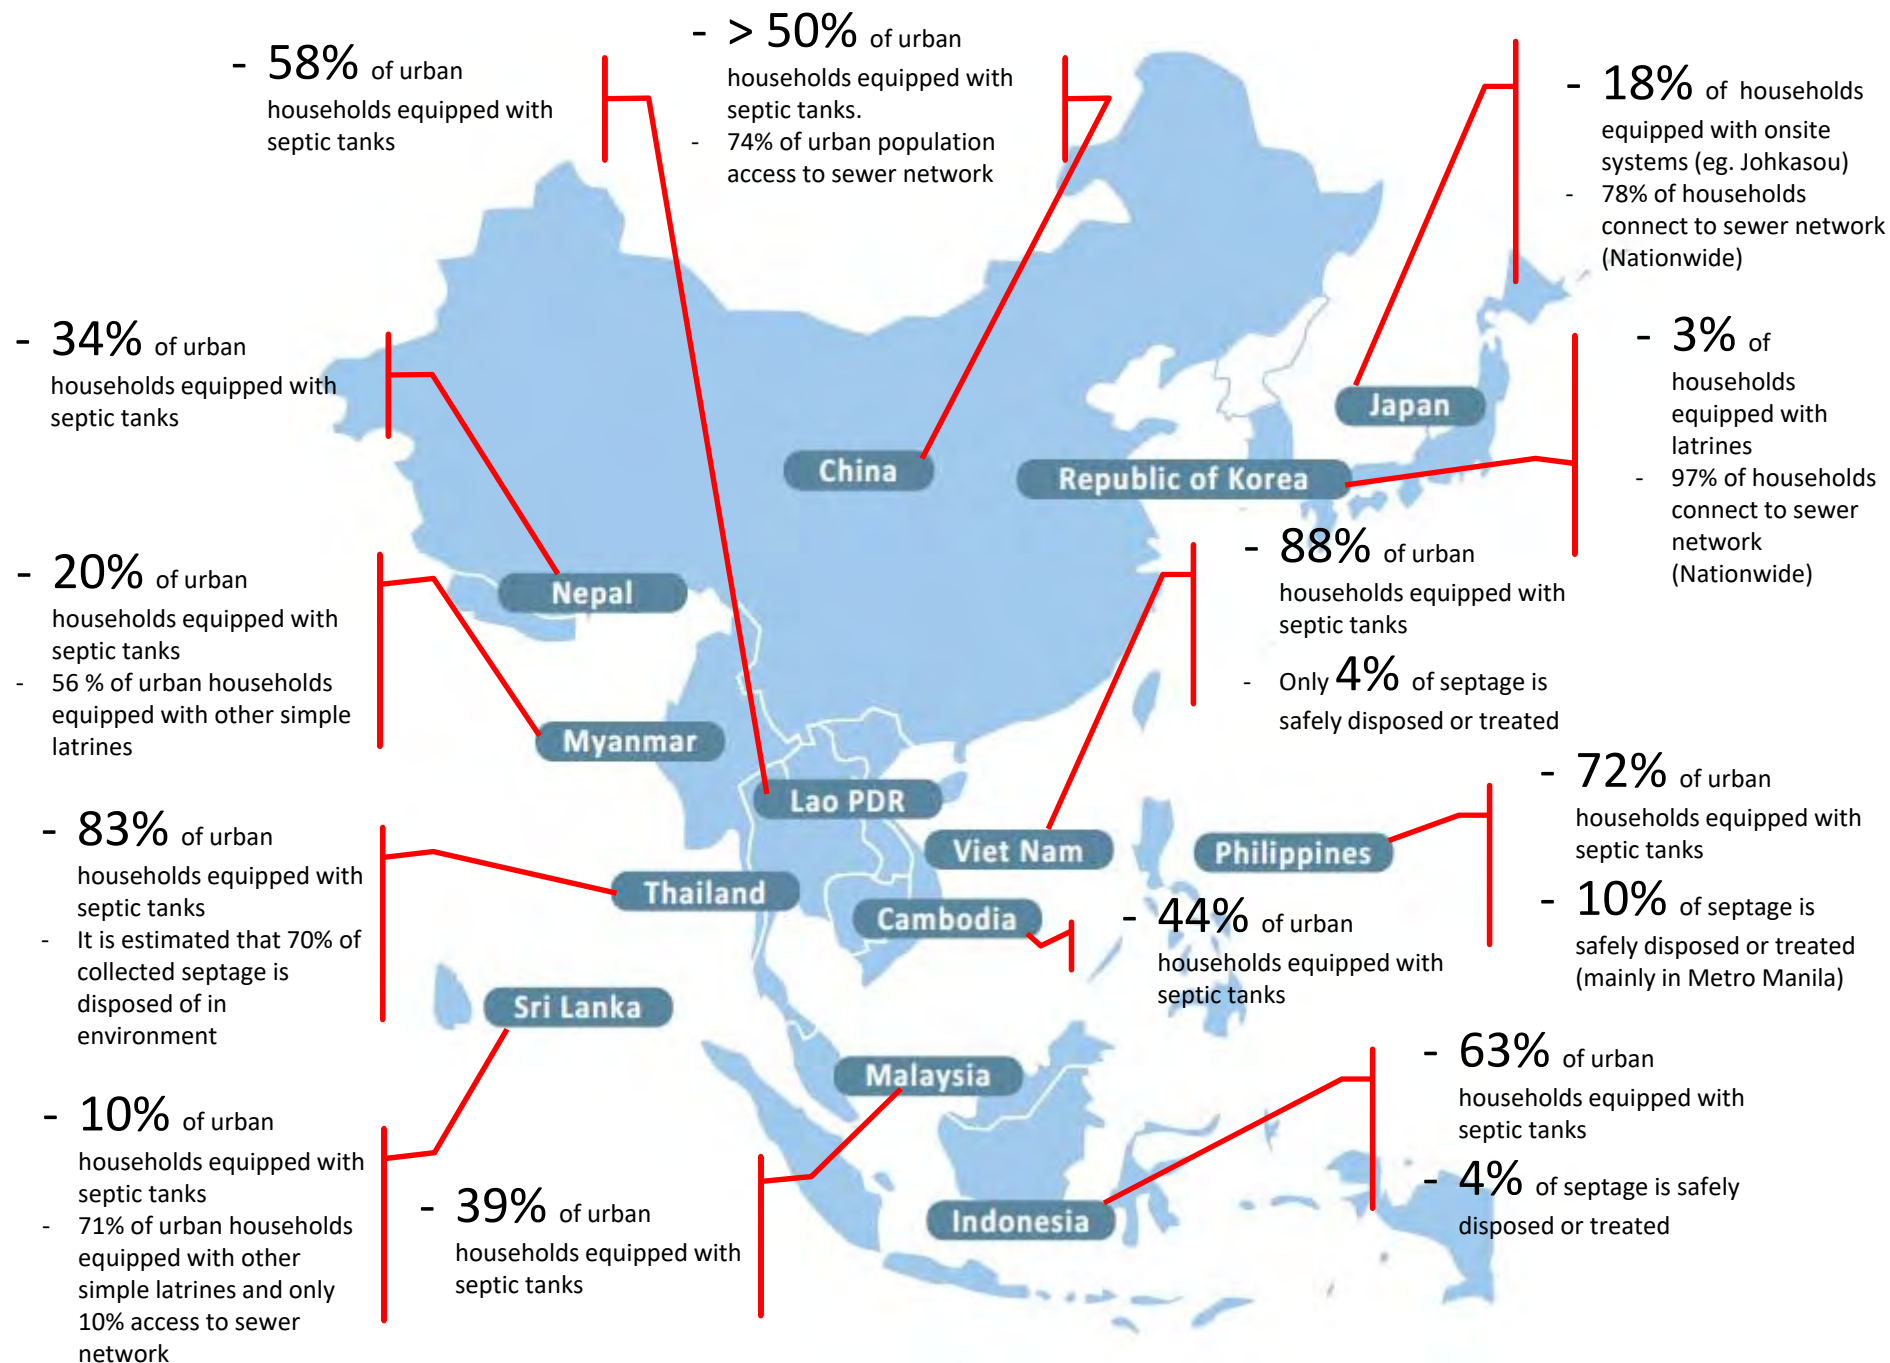 - 58% of urban
households equipped with
septic tanks
- > 50% of urban
households equipped with
septic tanks.
- 74% of urban population
access to sewer network
- 18% of households
equipped with onsite
systems (eg. Johkasou)
- 78% of households
connect to sewer network
(Nationwide)
- 34% of urban
households equipped with
septic tanks
- 3% of
households
equipped with
latrines
- 97% of households
connect to sewer
network
(Nationwide)
Japan
China
Republic of Korea
- 20% of urban
households equipped with
septic tanks
- 56 % of urban households
equipped with other simple
latrines
Nepal
- 88% of urban
households equipped with
septic tanks
- Only 4% of septage is
safely disposed or treated
Myanmar
Lao PDR
- 72% of urban
households equipped with
septic tanks
- 10% of septage is
safely disposed or treated
(mainly in Metro Manila)
- 83% of urban
households equipped with
septic tanks
- It is estimated that 70% of
collected septage is
disposed of in
environment
Viet Nam
Philippines
Thailand
Cambodia
- 44% of urban
households equipped with
septic tanks
Sri Lanka
Malaysia
- 63% of urban
households equipped with
septic tanks
- 4% of septage is safely
disposed or treated
- 10% of urban
households equipped with
septic tanks
- 71% of urban households
equipped with other
simple latrines and only
10% access to sewer
network
- 39% of urban
households equipped with
septic tanks
Indonesia